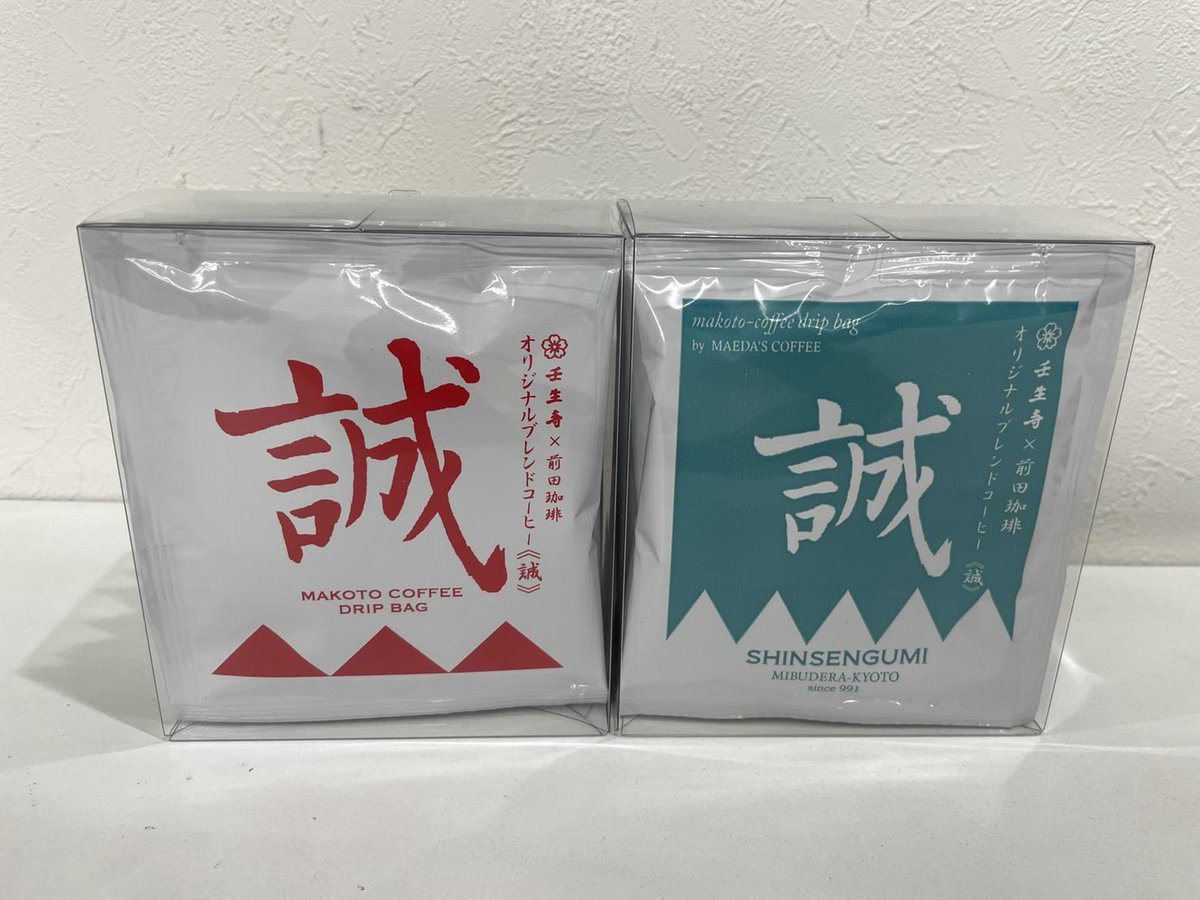 誠
壬生寺×前田珈琲
オリジナルブレンドコーヒー《誠》
MAKOTO COFFEE
DRIP BAG
makoto-coffee drip bag
by MAEDA'S COFFEE
誠
壬生寺×前田珈琲
オリジナルブレンドコーヒー《誠》
SHINSENGUMI
MIBUDERA-KYOTO
since 991